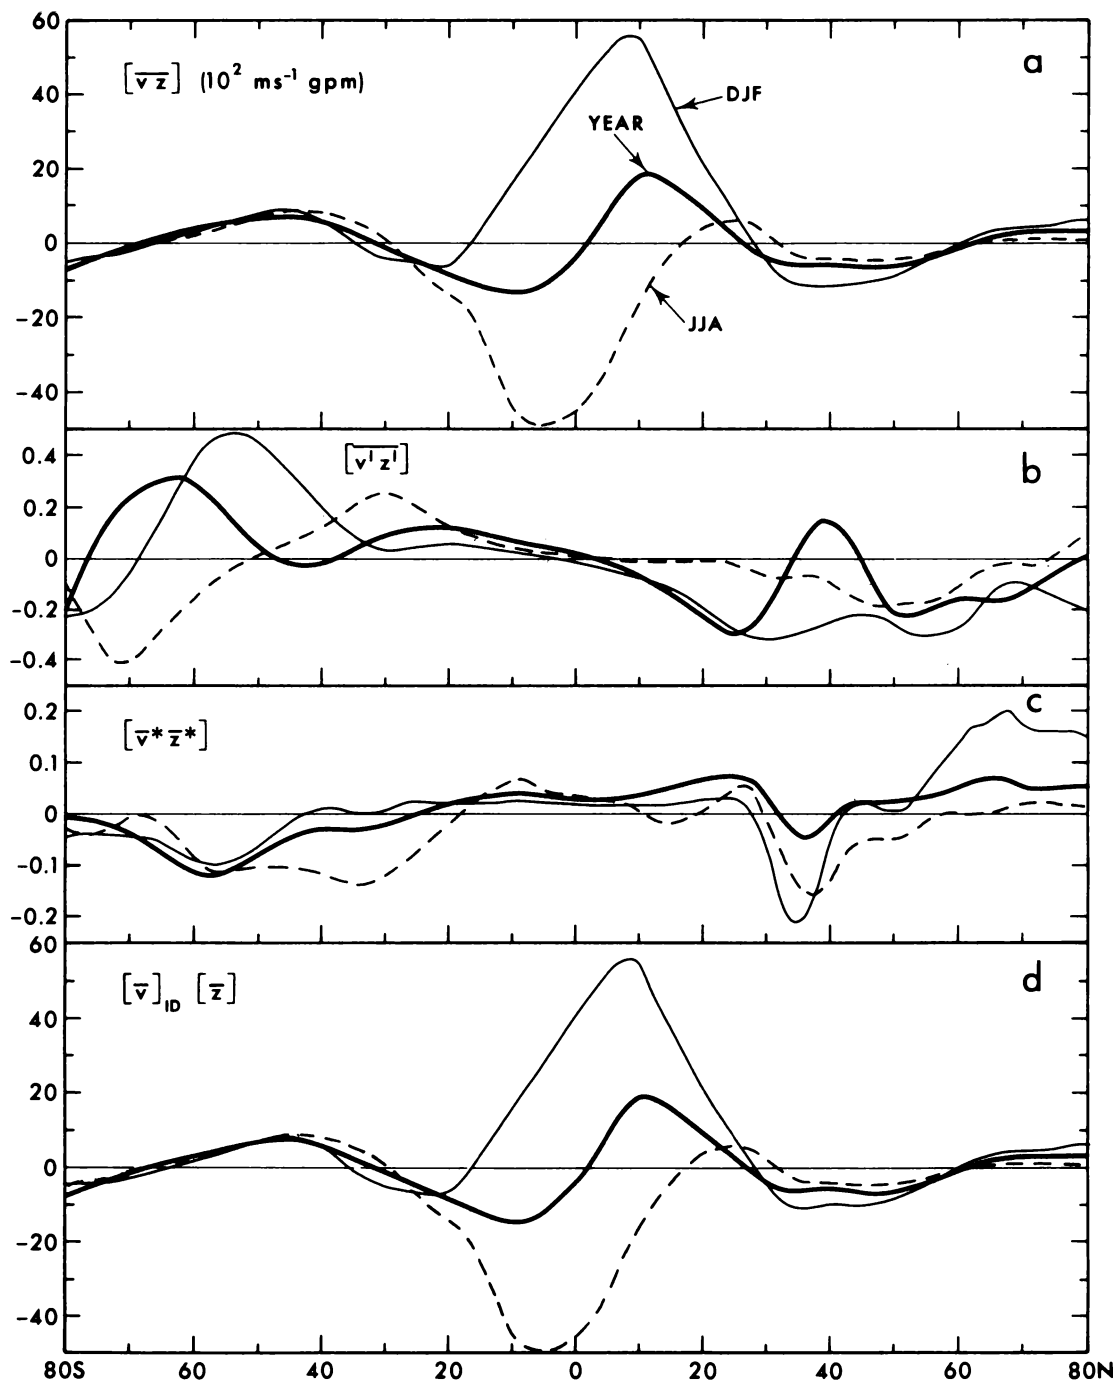 60
[v̅ z̅] (10² ms⁻¹ gpm)
a
40
DJF
YEAR
20
0
-20
JJA
-40
[v̅'̅ z̅'̅]
b
0.4
0.2
0
-0.2
-0.4
c
0.2
[v̅* z̅*]
0.1
0
-0.1
-0.2
60
[v̅]ID [z̅]
d
40
20
0
-20
-40
80S 60 40 20 0 20 40 60 80N